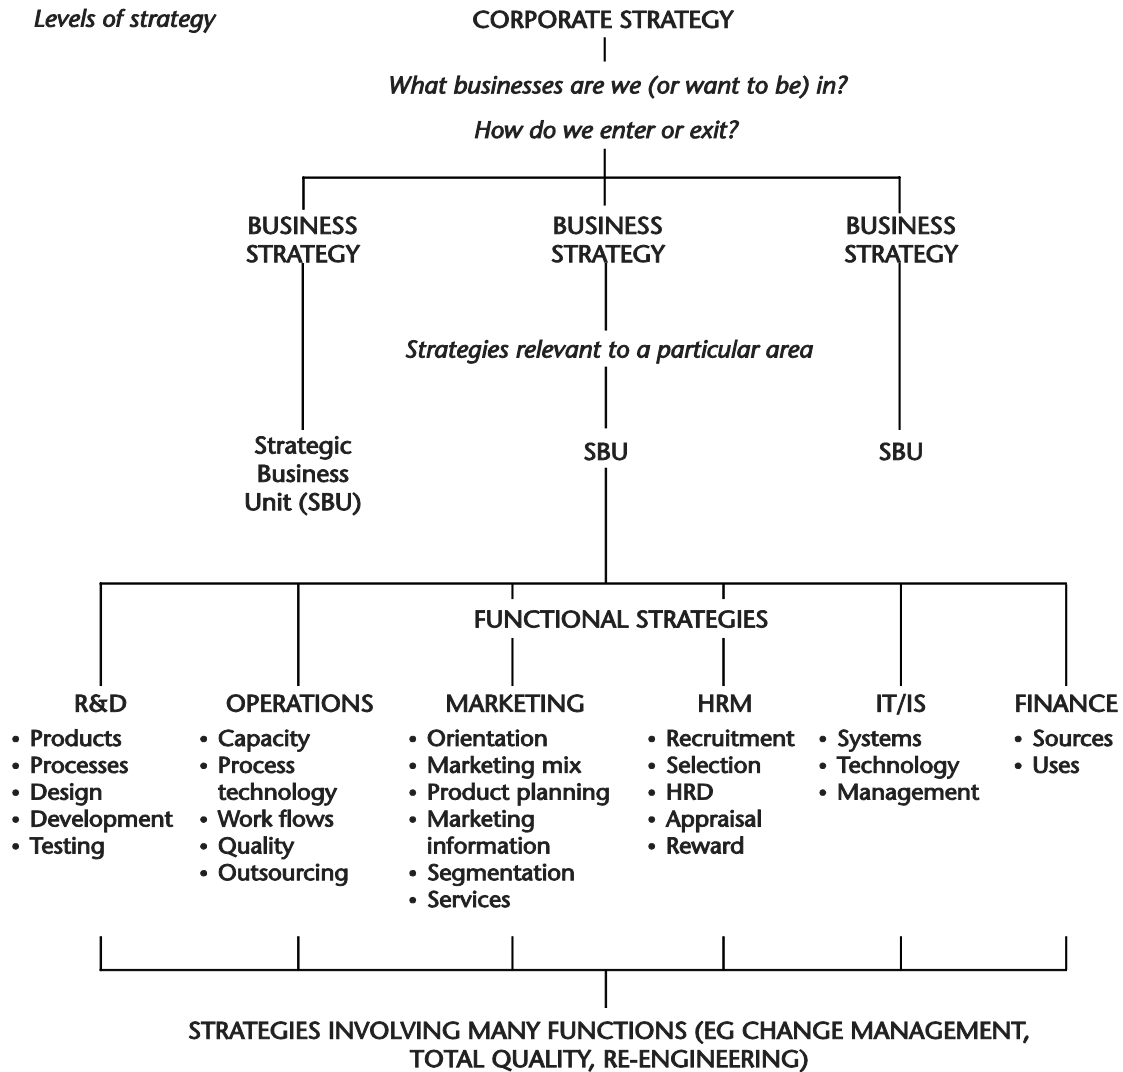 Levels of strategy
CORPORATE STRATEGY
What businesses are we (or want to be) in?
How do we enter or exit?
BUSINESS
STRATEGY
BUSINESS
STRATEGY
BUSINESS
STRATEGY
Strategies relevant to a particular area
Strategic
Business
Unit (SBU)
SBU
SBU
FUNCTIONAL STRATEGIES
R&D
• Products
• Processes
• Design
• Development
• Testing
OPERATIONS
• Capacity
• Process
technology
• Work flows
• Quality
• Outsourcing
MARKETING
• Orientation
• Marketing mix
• Product planning
• Marketing
information
• Segmentation
• Services
HRM
• Recruitment
• Selection
• HRD
• Appraisal
• Reward
IT/IS
• Systems
• Technology
• Management
FINANCE
• Sources
• Uses
STRATEGIES INVOLVING MANY FUNCTIONS (EG CHANGE MANAGEMENT,
TOTAL QUALITY, RE-ENGINEERING)